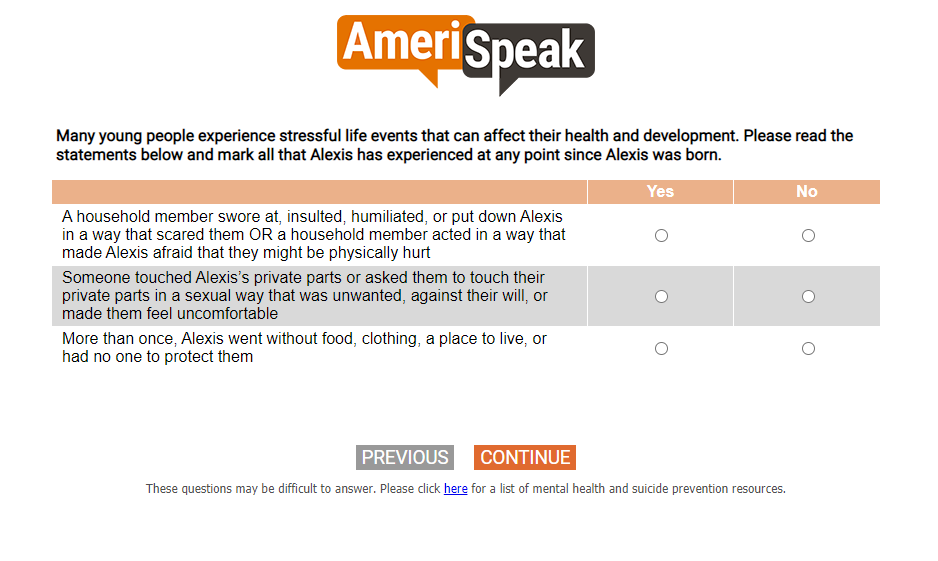 AmeriSpeak
Many young people experience stressful life events that can affect their health and development. Please read the
statements below and mark all that Alexis has experienced at any point since Alexis was born.
Yes No
A household member swore at, insulted, humiliated, or put down Alexis
in a way that scared them OR a household member acted in a way that
made Alexis afraid that they might be physically hurt
Someone touched Alexis's private parts or asked them to touch their
private parts in a sexual way that was unwanted, against their will, or
made them feel uncomfortable
More than once, Alexis went without food, clothing, a place to live, or
had no one to protect them
PREVIOUS CONTINUE
These questions may be difficult to answer. Please click here for a list of mental health and suicide prevention resources.